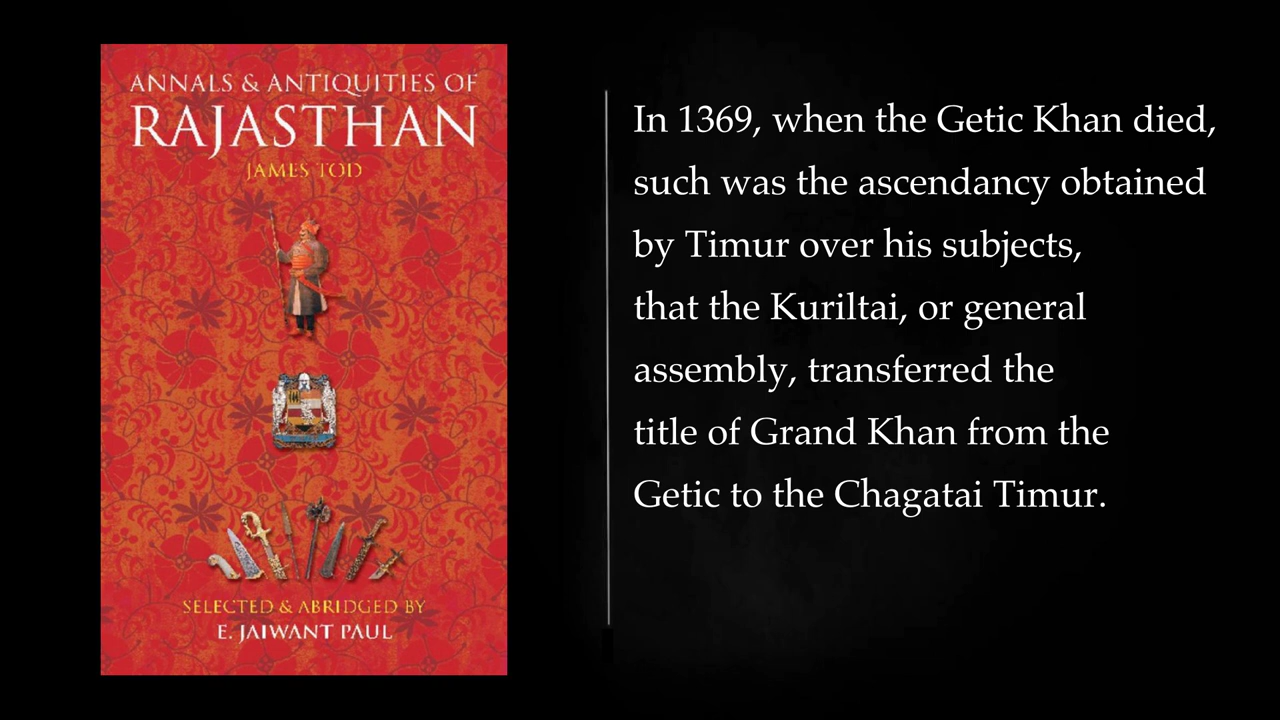 ANNALS & ANTIQUITIES OF
RAJASTHAN
JAMES TOD
SELECTED & ABRIDGED BY
E. JAIWANT PAUL
In 1369, when the Getic Khan died,
such was the ascendancy obtained
by Timur over his subjects,
that the Kuriltai, or general
assembly, transferred the
title of Grand Khan from the
Getic to the Chagatai Timur.